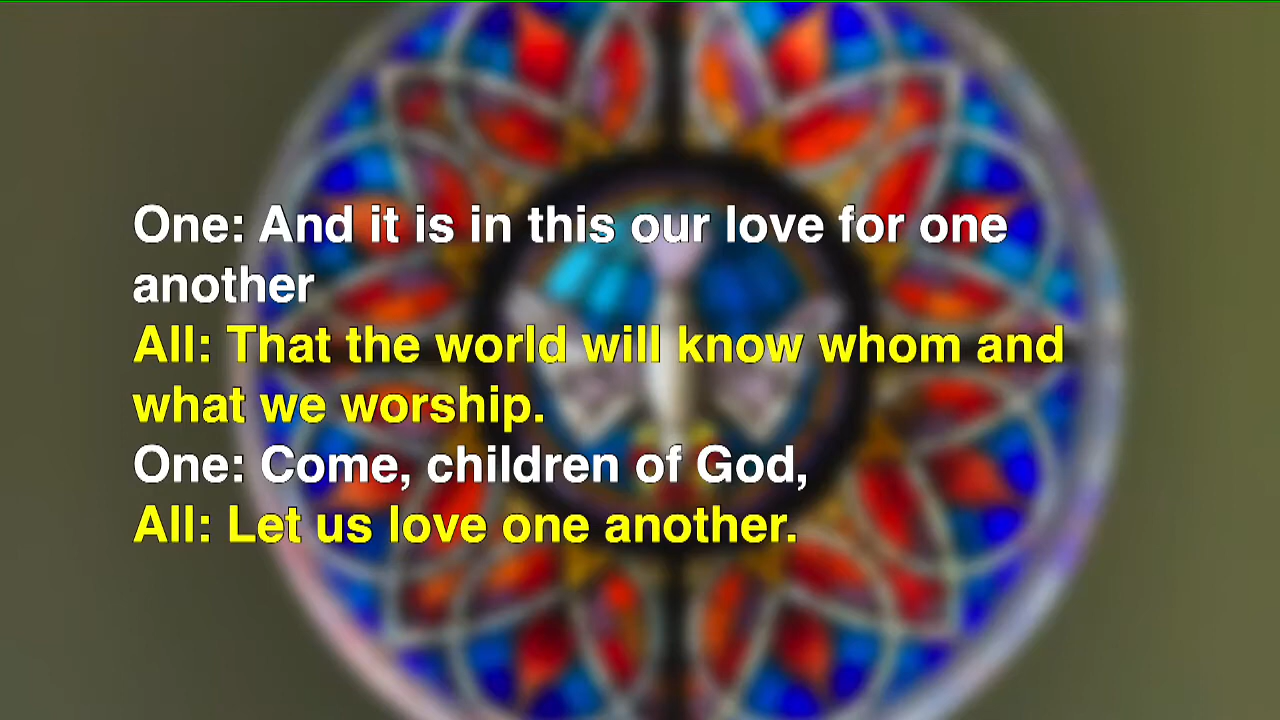 One: And it is in this our love for one
another
All: That the world will know whom and
what we worship.
One: Come, children of God,
All: Let us love one another.